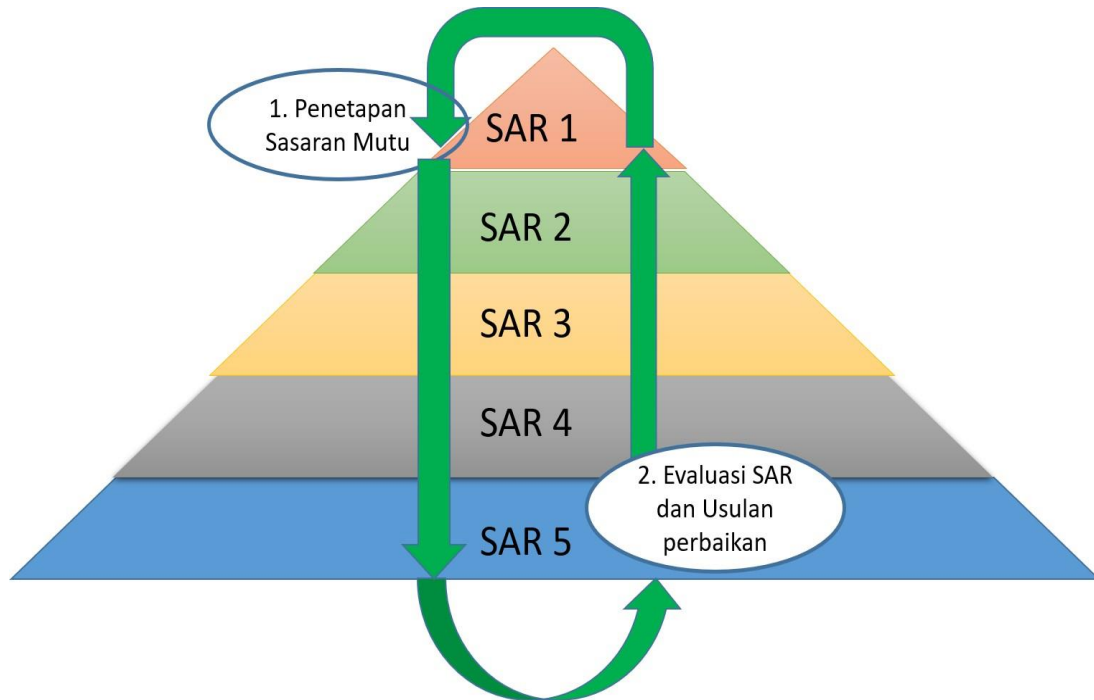 1. Penetapan
Sasaran Mutu
SAR 1
SAR 2
SAR 3
SAR 4
2. Evaluasi SAR
dan Usulan
perbaikan
SAR 5